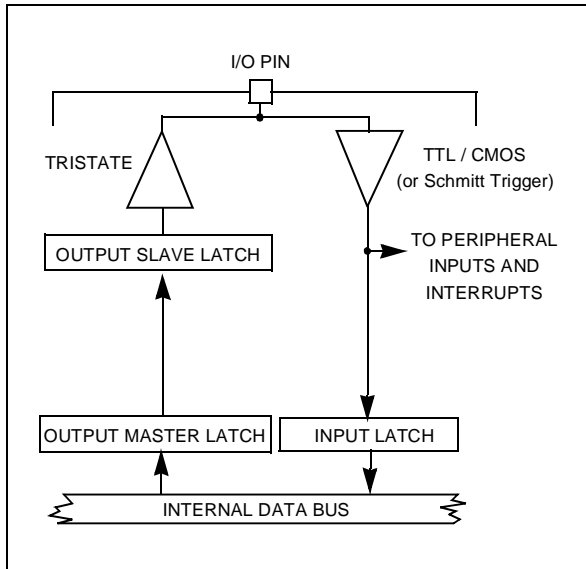 I/O PIN
TRISTATE
TTL / CMOS
(or Schmitt Trigger)
OUTPUT SLAVE LATCH
TO PERIPHERAL
INPUTS AND
INTERRUPTS
OUTPUT MASTER LATCH
INPUT LATCH
INTERNAL DATA BUS